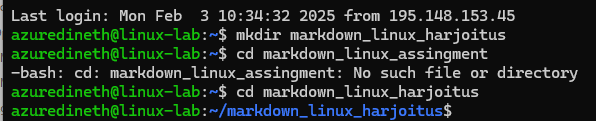 Last login: Mon Feb  3 10:34:32 2025 from 195.148.153.45
azuredineth@linux-lab:~$ mkdir markdown_linux_harjoitus
azuredineth@linux-lab:~$ cd markdown_linux_assingment
-bash: cd: markdown_linux_assingment: No such file or directory
azuredineth@linux-lab:~$ cd markdown_linux_harjoitus
azuredineth@linux-lab:~/markdown_linux_harjoitus$